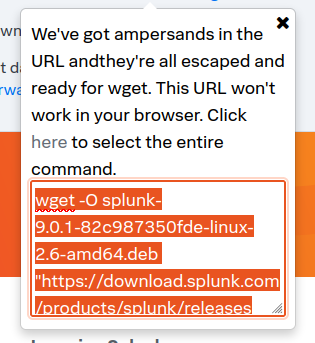 We've got ampersands in the
URL andthey're all escaped and
ready for wget. This URL won't
work in your browser. Click
here to select the entire
command.
wget -O splunk-
9.0.1-82c987350fde-linux-
2.6-amd64.deb
"https://download.splunk.com
/products/splunk/releases